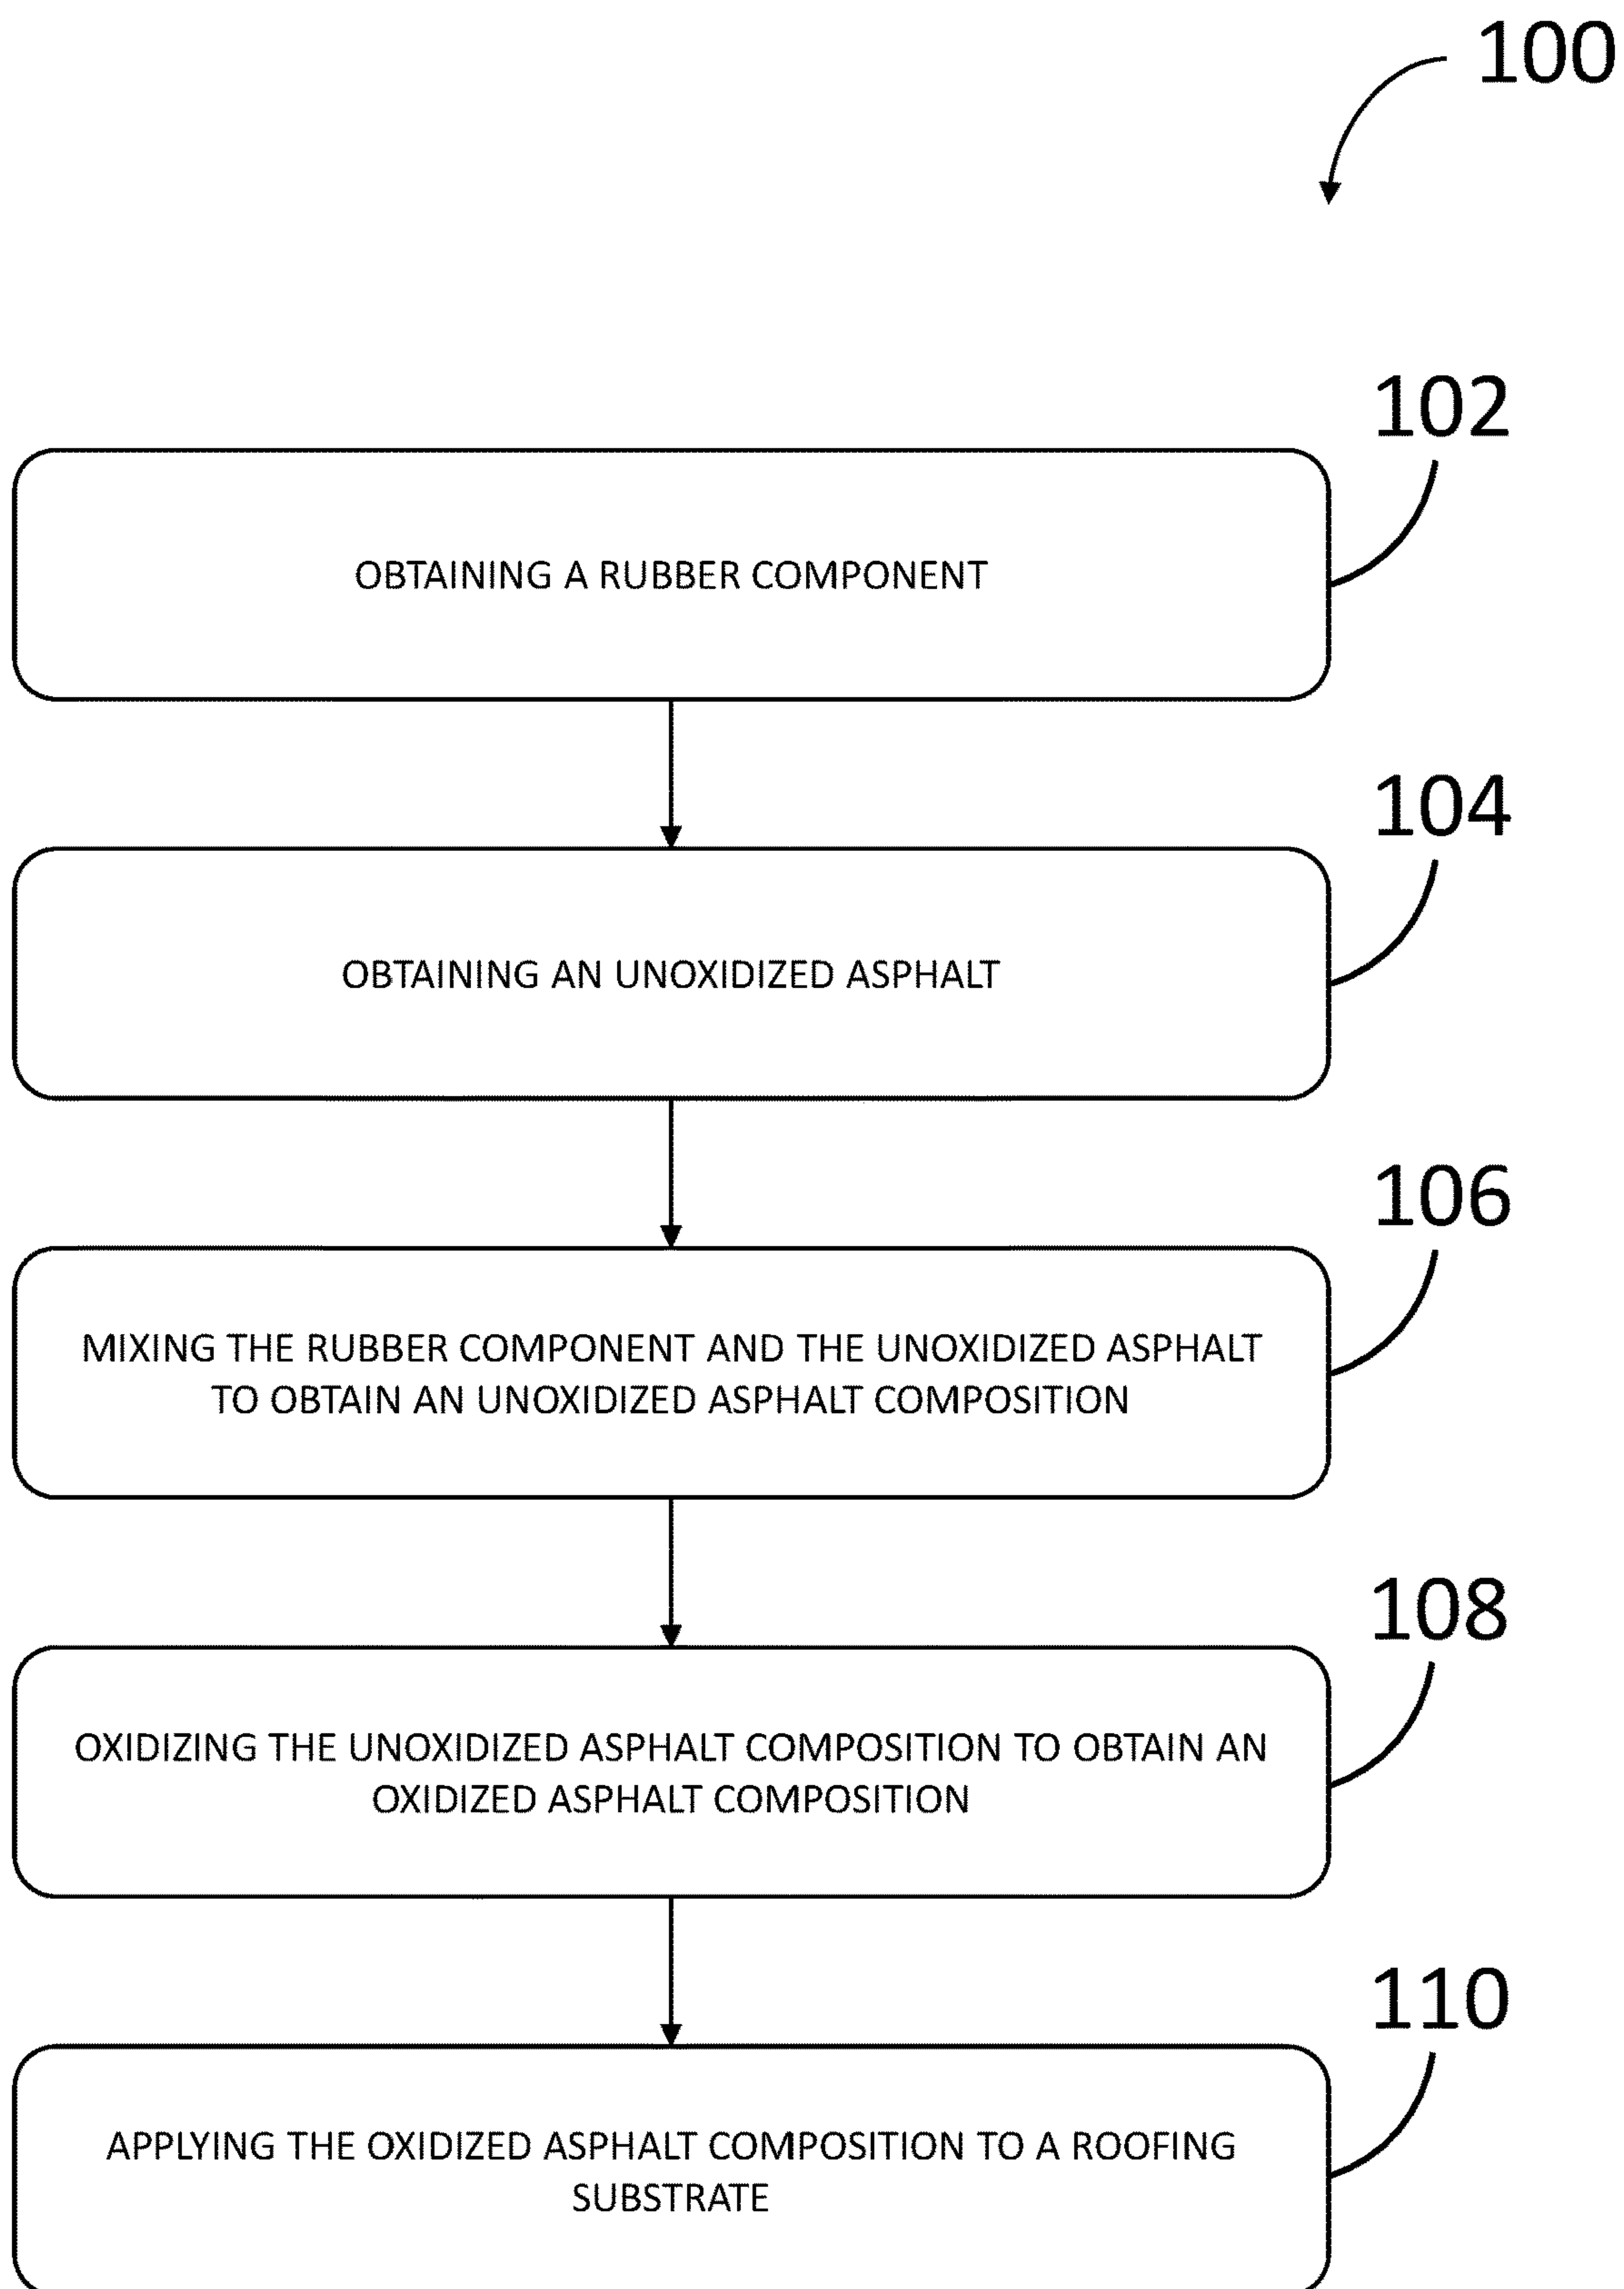 100
102
OBTAINING A RUBBER COMPONENT
104
OBTAINING AN UNOXIDIZED ASPHALT
106
MIXING THE RUBBER COMPONENT AND THE UNOXIDIZED ASPHALT
TO OBTAIN AN UNOXIDIZED ASPHALT COMPOSITION
108
OXIDIZING THE UNOXIDIZED ASPHALT COMPOSITION TO OBTAIN AN
OXIDIZED ASPHALT COMPOSITION
110
APPLYING THE OXIDIZED ASPHALT COMPOSITION TO A ROOFING
SUBSTRATE